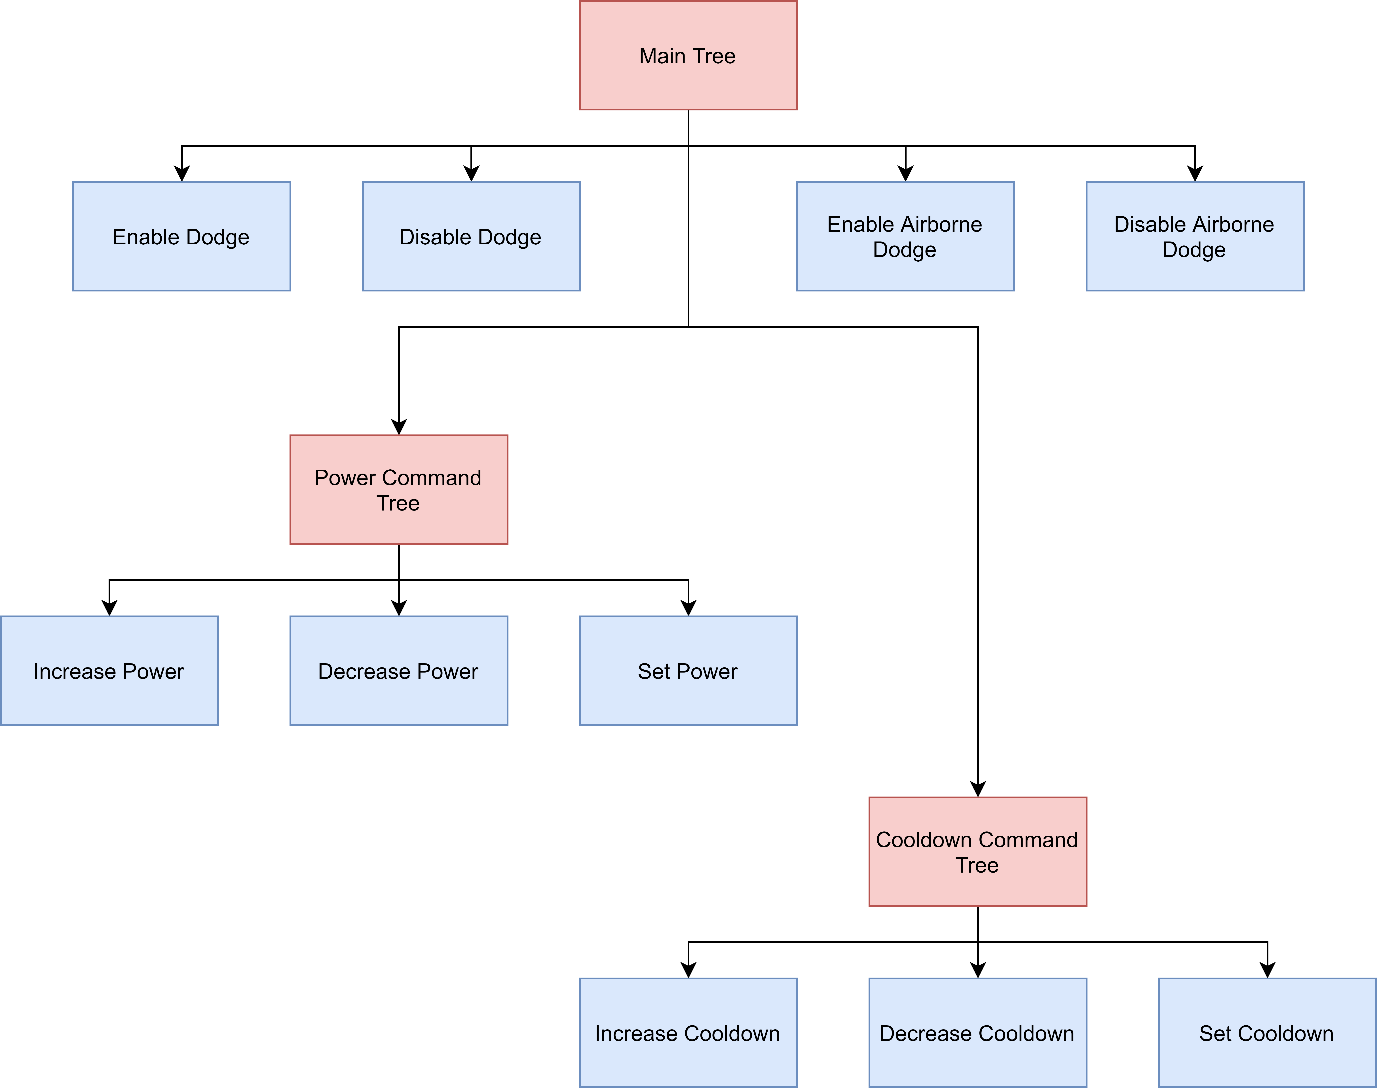 Main Tree
Enable Dodge
Disable Dodge
Enable Airborne
Dodge
Disable Airborne
Dodge
Power Command
Tree
Increase Power
Decrease Power
Set Power
Cooldown Command
Tree
Increase Cooldown
Decrease Cooldown
Set Cooldown